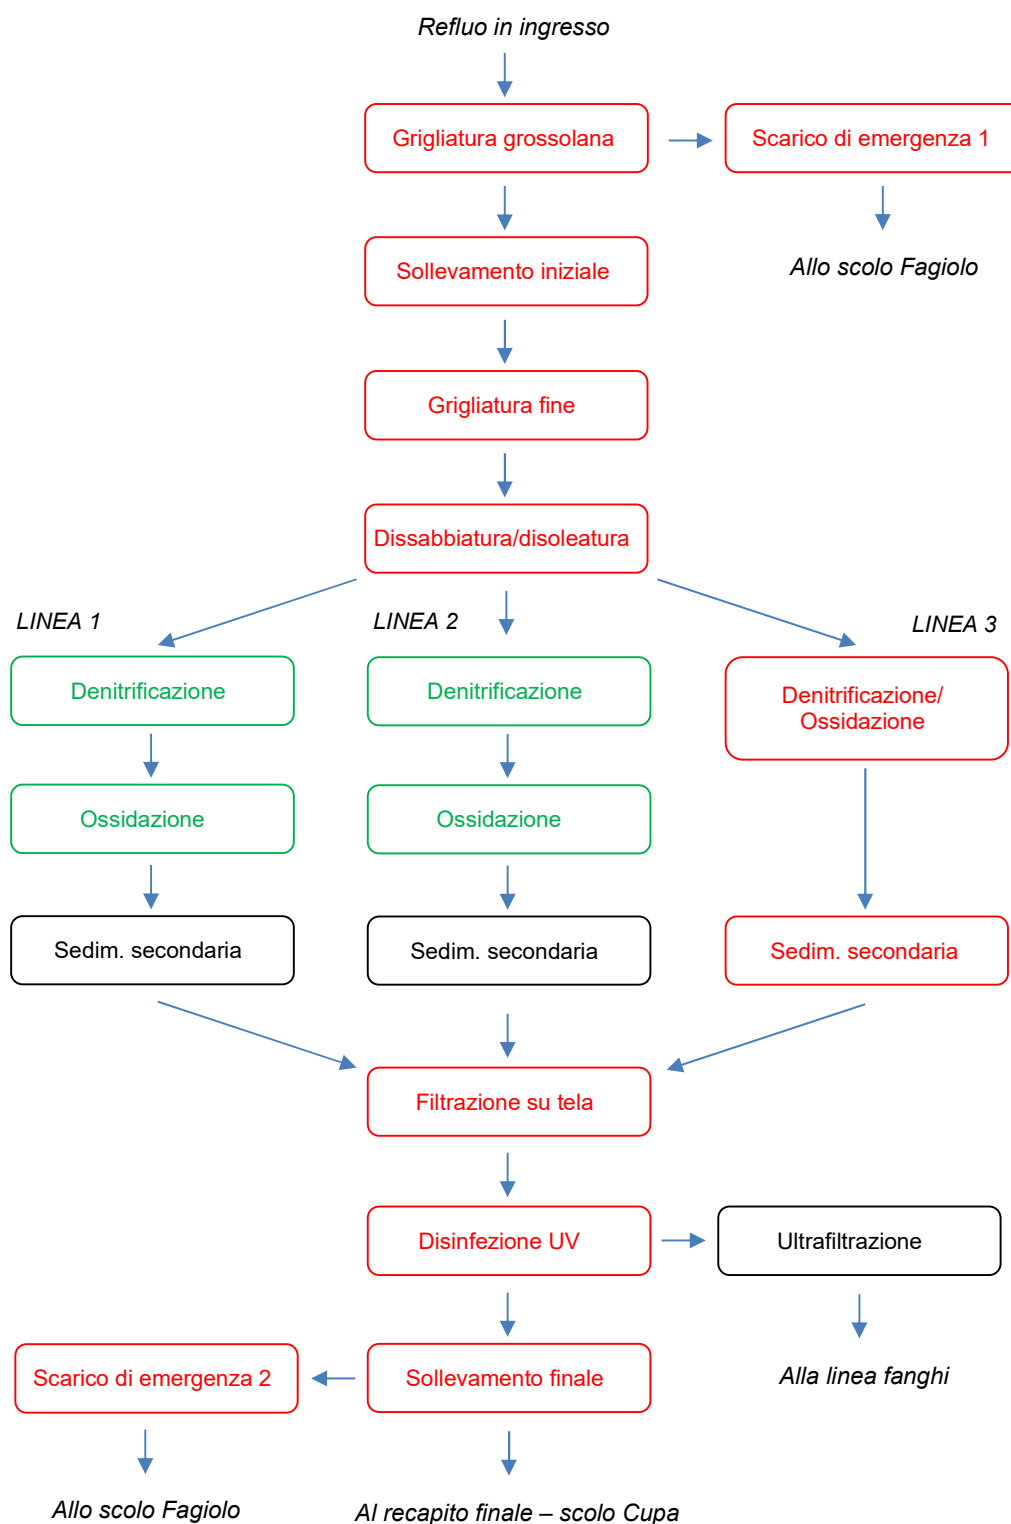 Refluo in ingresso
Grigliatura grossolana
Scarico di emergenza 1
Sollevamento iniziale
Allo scolo Fagiolo
Grigliatura fine
Dissabbiatura/disoleatura
LINEA 1
LINEA 2
LINEA 3
Denitrificazione
Denitrificazione
Denitrificazione/
Ossidazione
Ossidazione
Ossidazione
Sedim. secondaria
Sedim. secondaria
Sedim. secondaria
Filtrazione su tela
Disinfezione UV
Ultrafiltrazione
Scarico di emergenza 2
Sollevamento finale
Alla linea fanghi
Allo scolo Fagiolo
Al recapito finale – scolo Cupa